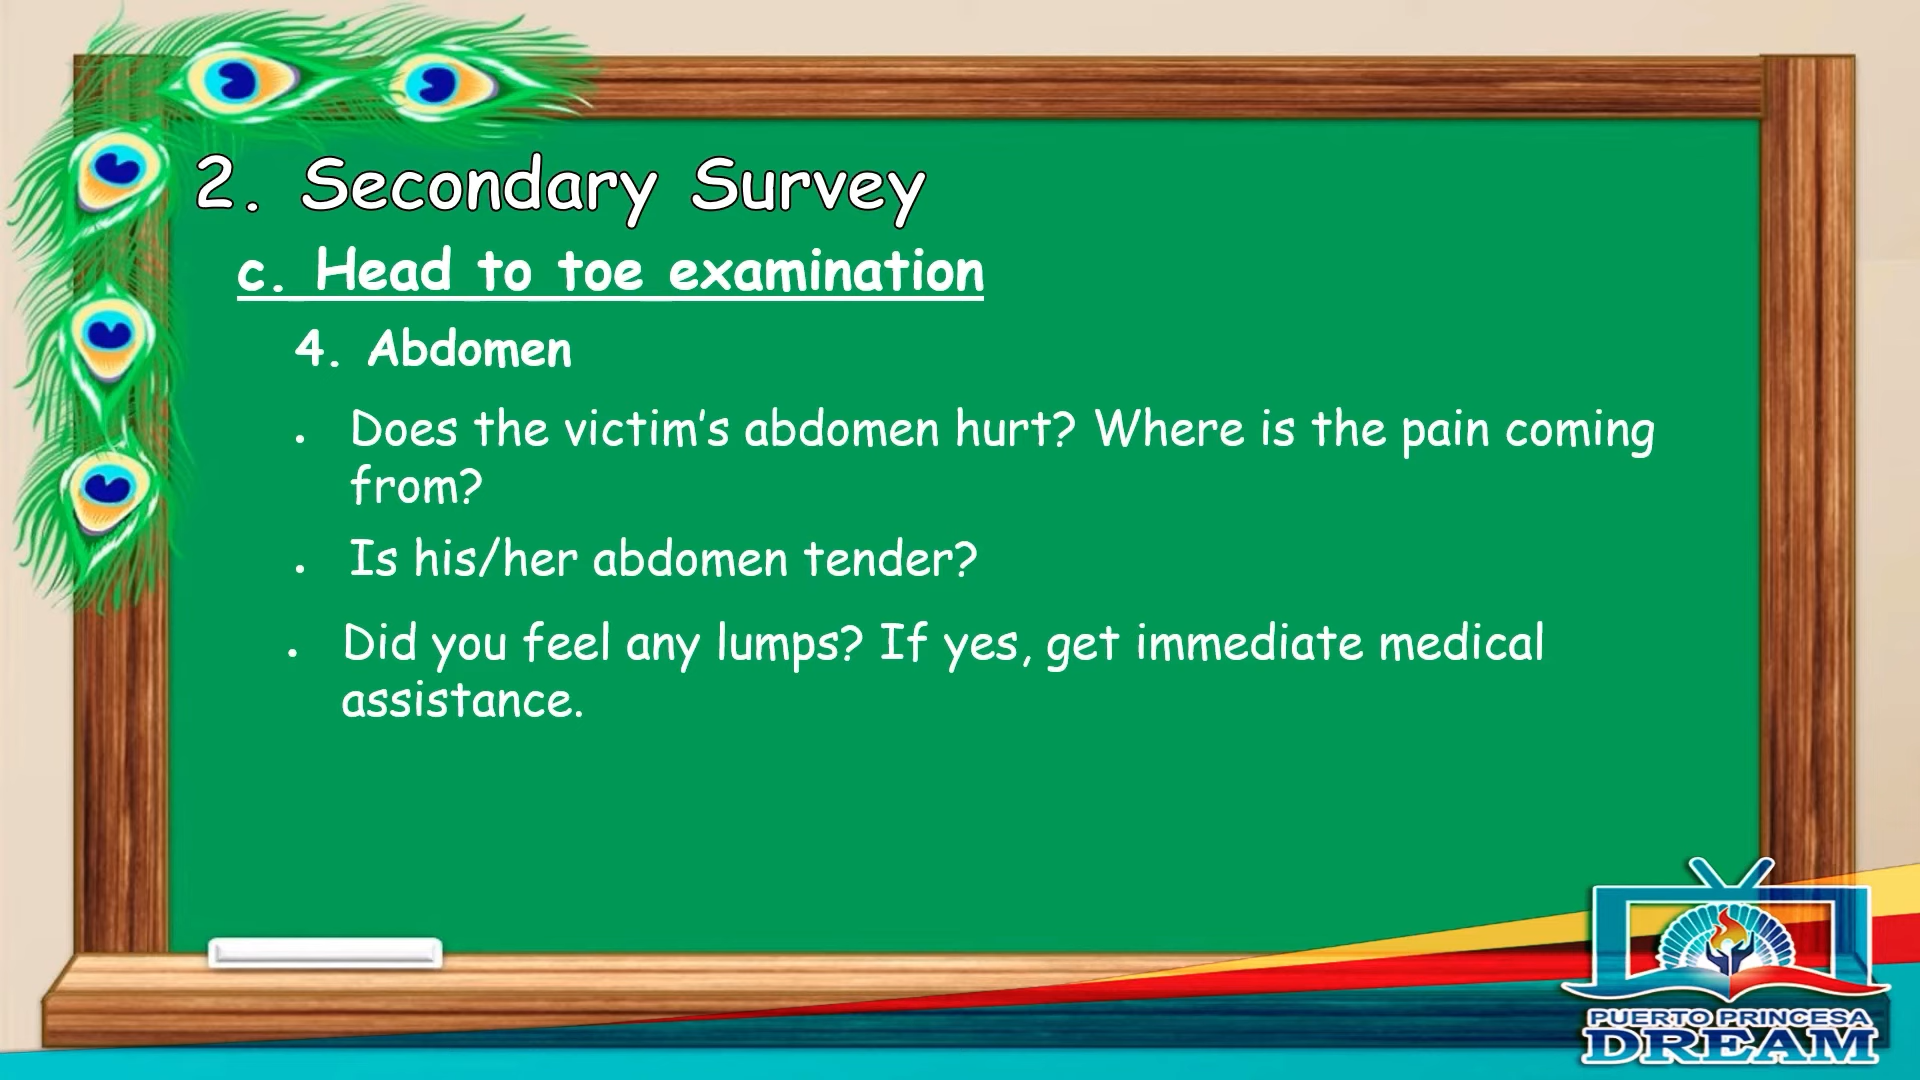 2. Secondary Survey
c. Head to toe examination
4. Abdomen
• Does the victim's abdomen hurt? Where is the pain coming
from?
• Is his/her abdomen tender?
• Did you feel any lumps? If yes, get immediate medical
assistance.
PUERTO PRINCESA
DREAM